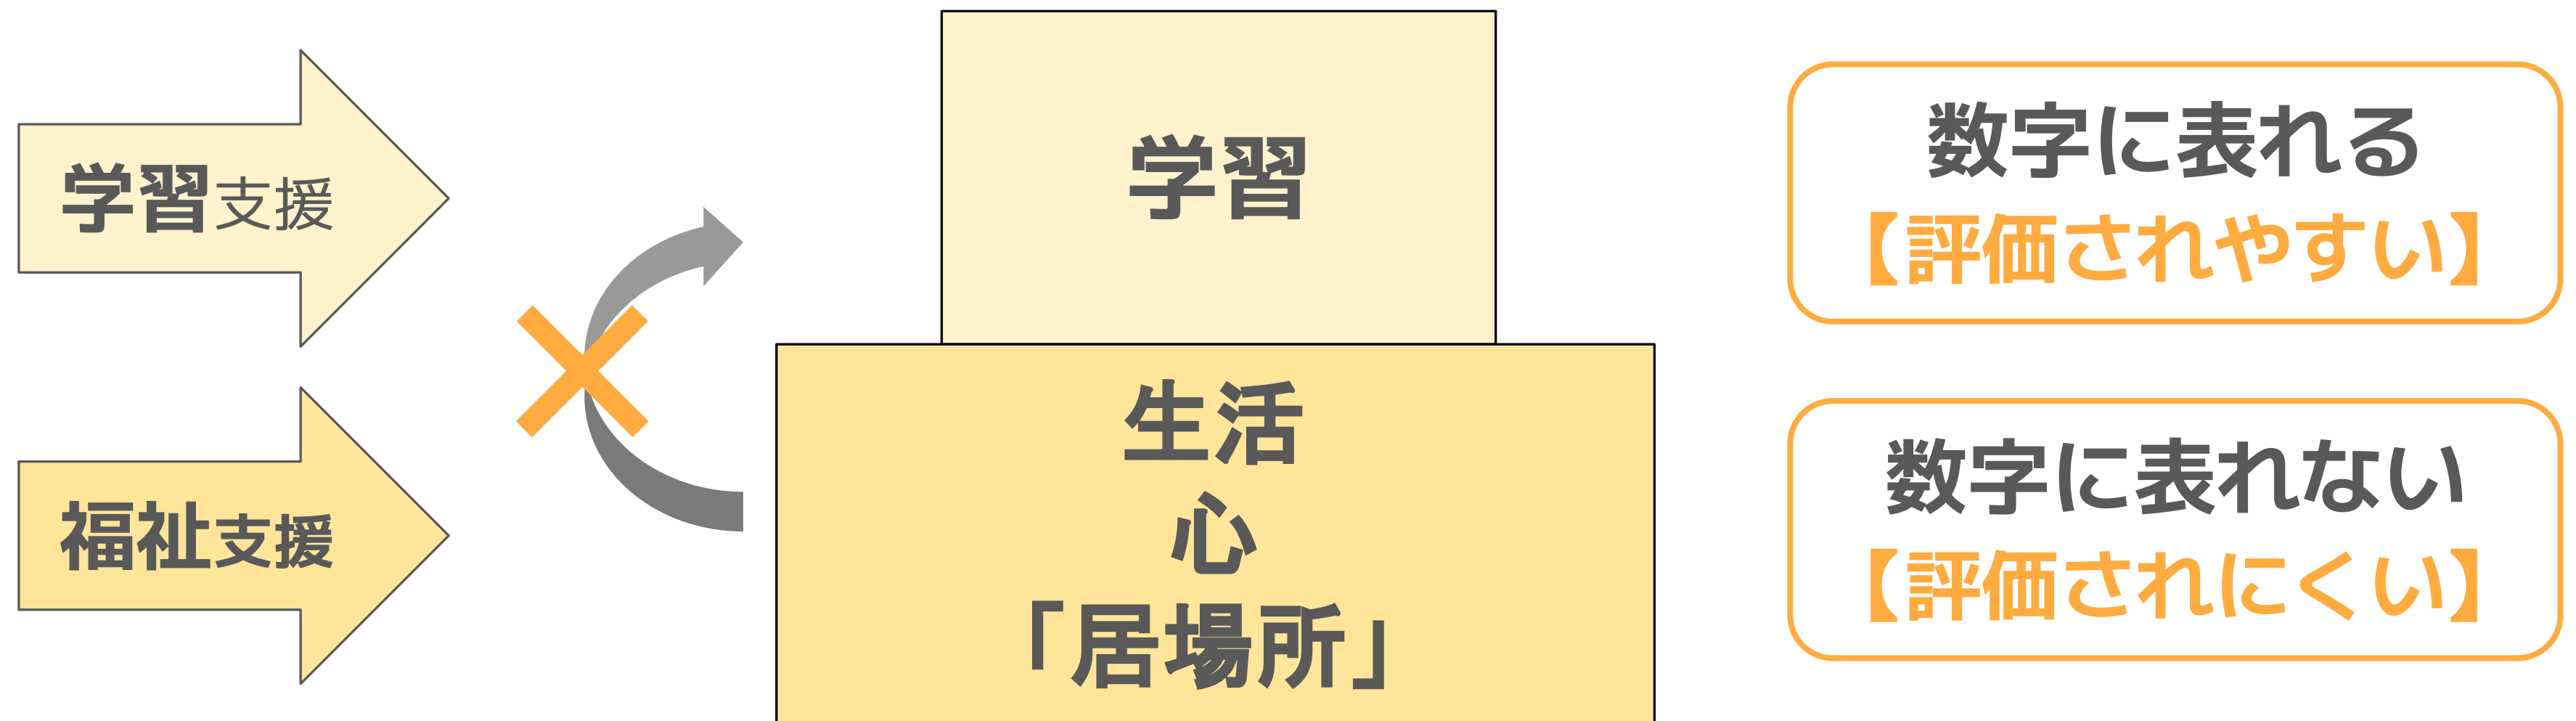 学習支援
福祉支援
学習
生活
心
「居場所」
数字に表れる
【評価されやすい】
数字に表れない
【評価されにくい】